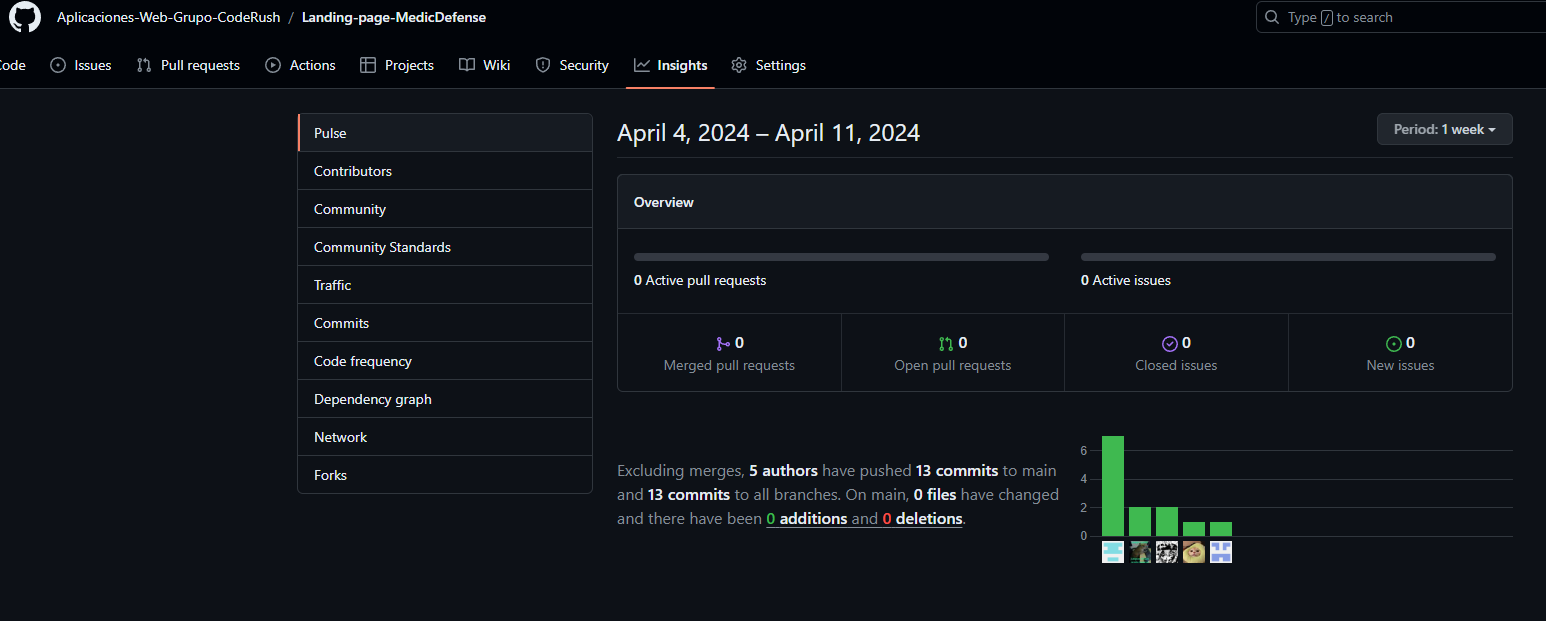 Aplicaciones-Web-Grupo-CodeRush / Landing-page-MedicDefense
Type / to search
ode Issues Pull requests Actions Projects Wiki Security Insights Settings
Pulse
Contributors
Community
Community Standards
Traffic
Commits
Code frequency
Dependency graph
Network
Forks
April 4, 2024 – April 11, 2024
Period: 1 week
Overview
0 Active pull requests
0 Active issues
0
Merged pull requests
0
Open pull requests
0
Closed issues
0
New issues
Excluding merges, 5 authors have pushed 13 commits to main
and 13 commits to all branches. On main, 0 files have changed
and there have been 0 additions and 0 deletions.
6
4
2
0